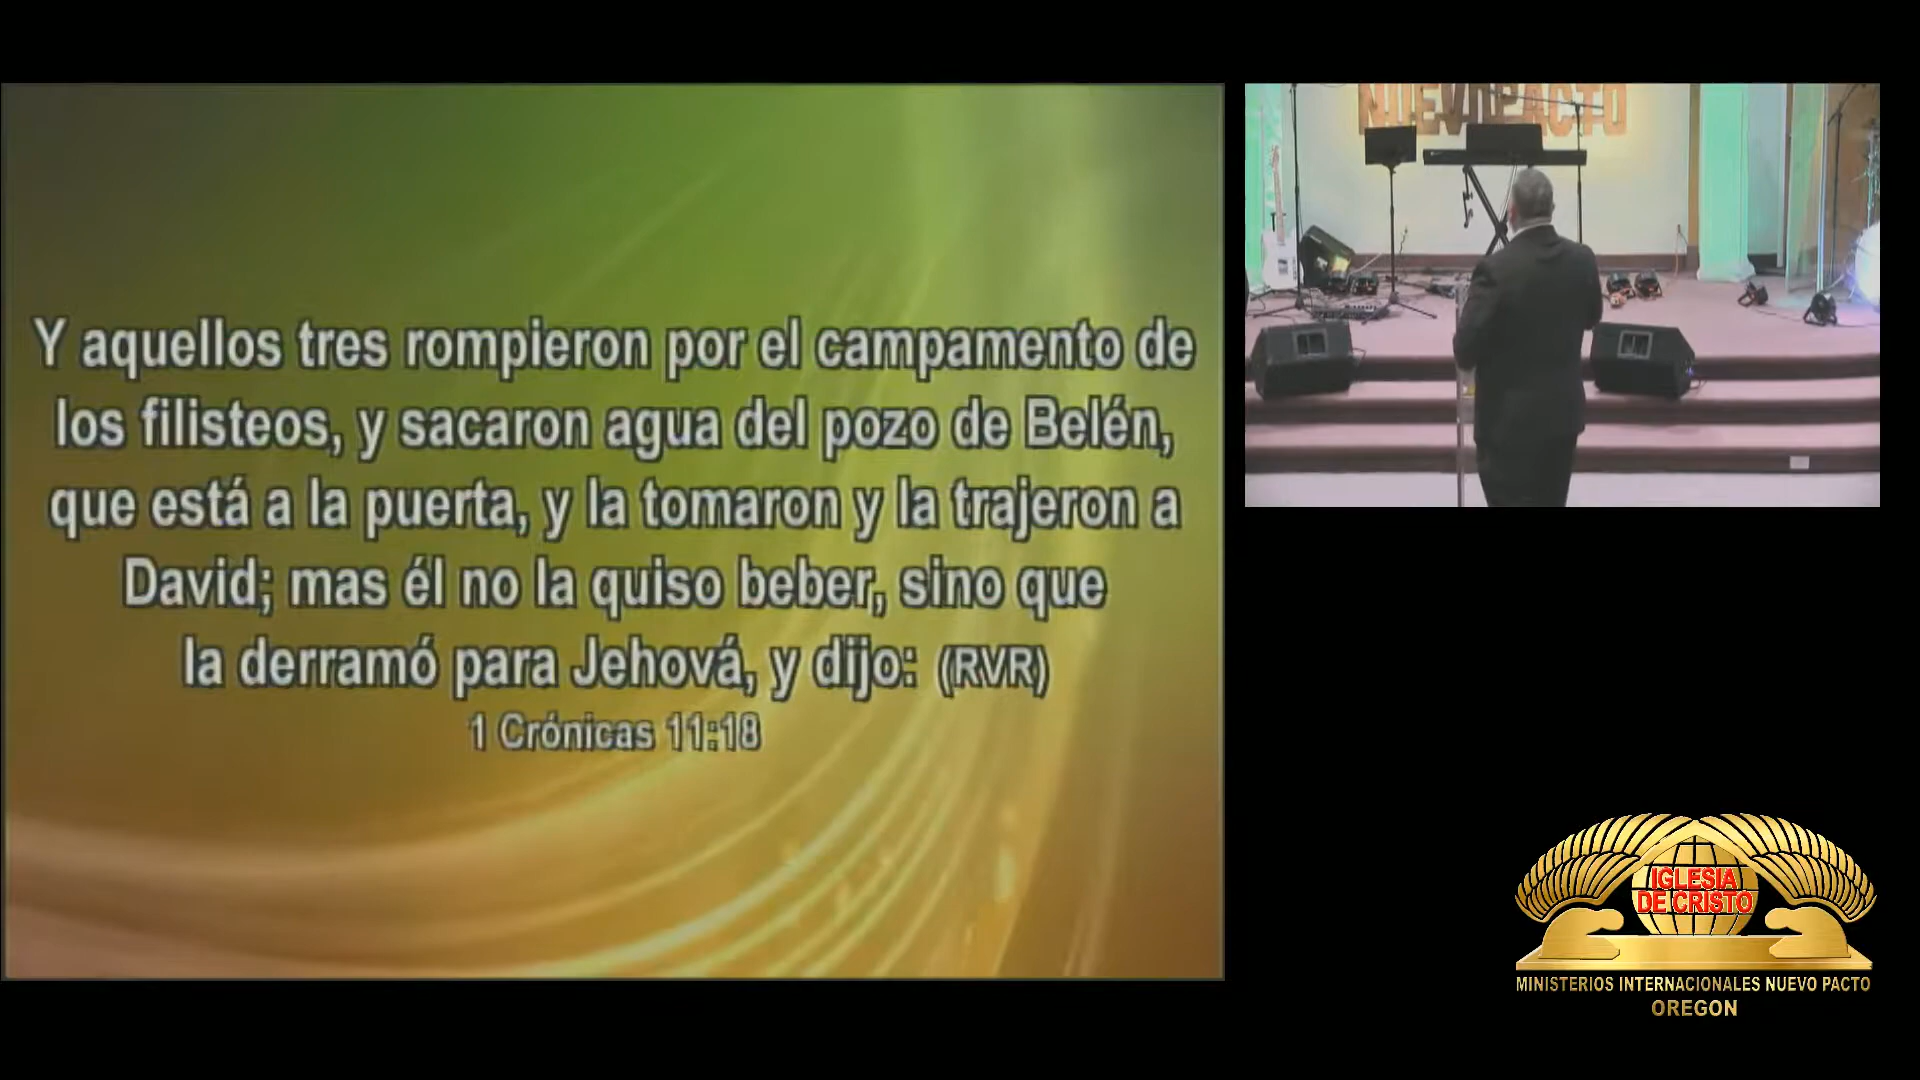 Y aquellos tres rompieron por el campamento de
los filisteos, y sacaron agua del pozo de Belén,
que está a la puerta, y la tomaron y la trajeron a
David; mas él no la quiso beber, sino que
la derramó para Jehová, y dijo: (RVR)
1 Crónicas 11:18
NUEVO PACTO
IGLESIA
DE CRISTO
MINISTERIOS INTERNACIONALES NUEVO PACTO
OREGON